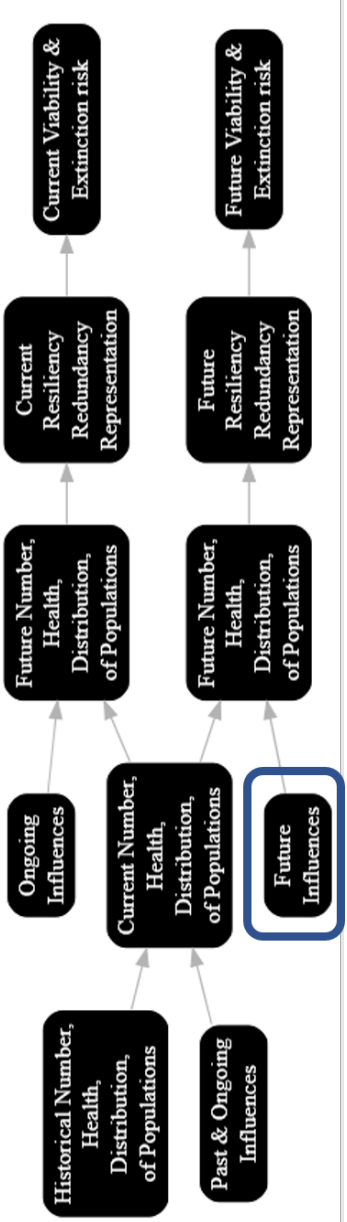 Historical Number,
Health,
Distribution,
of Populations
Past & Ongoing
Influences
Ongoing
Influences
Current Number,
Health,
Distribution,
of Populations
Future
Influences
Future Number,
Health,
Distribution,
of Populations
Future Number,
Health,
Distribution,
of Populations
Current
Resiliency
Redundancy
Representation
Future
Resiliency
Redundancy
Representation
Current Viability &
Extinction risk
Future Viability &
Extinction risk